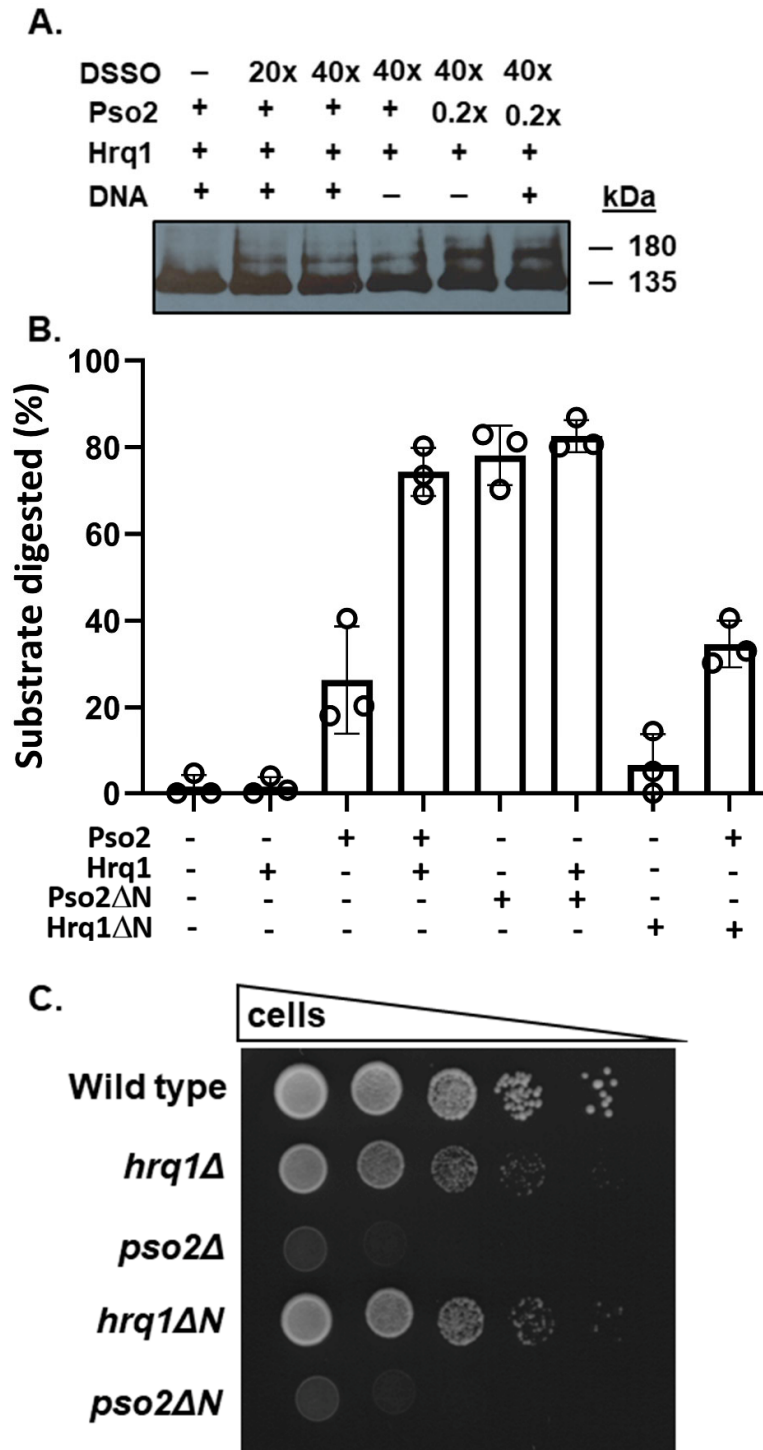 A.
DSSO – 20x 40x 40x 40x 40x
Pso2 + + + + 0.2x 0.2x
Hrq1 + + + + + +
DNA + + + – – + kDa
– 180
– 135
B.
100
80
60
40
20
0
Substrate digested (%)
Pso2 - - + + - - - +
Hrq1 - + - + - + - -
Pso2ΔN - - - - + + - -
Hrq1ΔN - - - - - - + +
C.
cells
Wild type
hrq1Δ
pso2Δ
hrq1ΔN
pso2ΔN